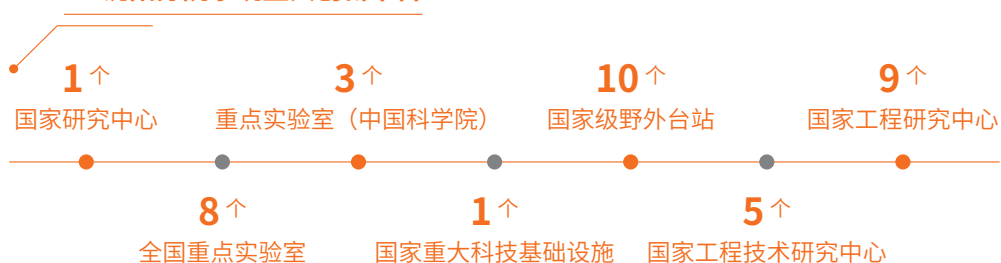 1 个
国家研究中心
3 个
重点实验室（中国科学院）
10 个
国家级野外台站
9 个
国家工程研究中心
8 个
全国重点实验室
1 个
国家重大科技基础设施
5 个
国家工程技术研究中心